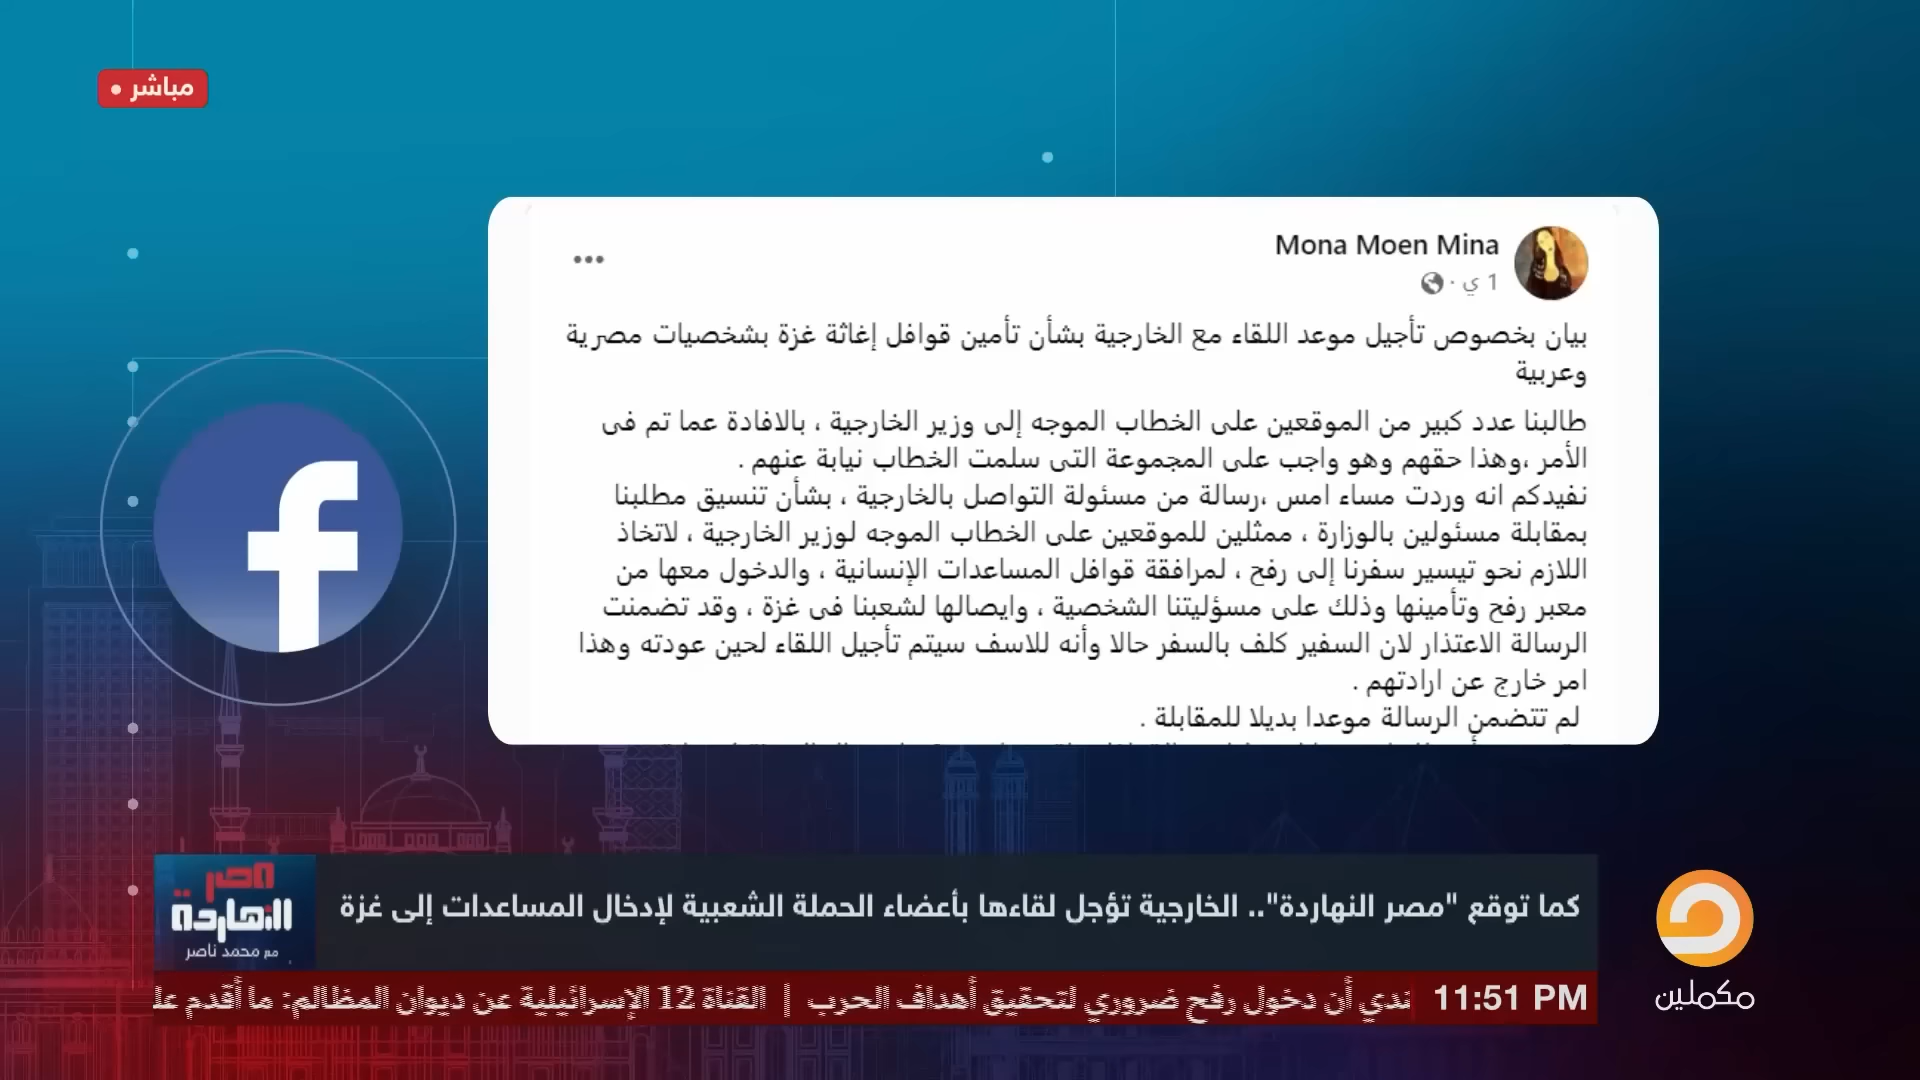 مباشر
Mona Moen Mina
1 ي ·
بيان بخصوص تأجيل موعد اللقاء مع الخارجية بشأن تأمين قوافل إغاثة غزة بشخصيات مصرية
وعربية
طالبنا عدد كبير من الموقعين على الخطاب الموجه إلى وزير الخارجية ، بالافادة عما تم فى
الأمر ،وهذا حقهم وهو واجب على المجموعة التى سلمت الخطاب نيابة عنهم .
نفيدكم انه وردت مساء امس ،رسالة من مسئولة التواصل بالخارجية ، بشأن تنسيق مطلبنا
بمقابلة مسئولين بالوزارة ، ممثلين للموقعين على الخطاب الموجه لوزير الخارجية ، لاتخاذ
اللازم نحو تيسير سفرنا إلى رفح ، لمرافقة قوافل المساعدات الإنسانية ، والدخول معها من
معبر رفح وتأمينها وذلك على مسؤليتنا الشخصية ، وايصالها لشعبنا فى غزة ، وقد تضمنت
الرسالة الاعتذار لان السفير كلف بالسفر حالا وأنه للاسف سيتم تأجيل اللقاء لحين عودته وهذا
امر خارج عن ارادتهم .
لم تتضمن الرسالة موعدا بديلا للمقابلة .
كما توقع "مصر النهاردة".. الخارجية تؤجل لقاءها بأعضاء الحملة الشعبية لإدخال المساعدات إلى غزة
مصر
النهاردة
مع محمد ناصر
11:51 PM
أن دخول رفح ضروري لتحقيق أهداف الحرب | القناة 12 الإسرائيلية عن ديوان المظالم: ما أقدم
مكملين